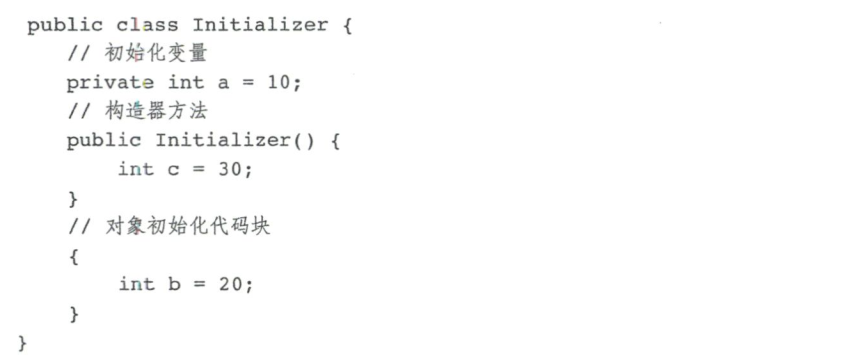 public class Initializer {
    // 初始化变量
    private int a = 10;
    // 构造器方法
    public Initializer() {
        int c = 30;
    }
    // 对象初始化代码块
    {
        int b = 20;
    }
}